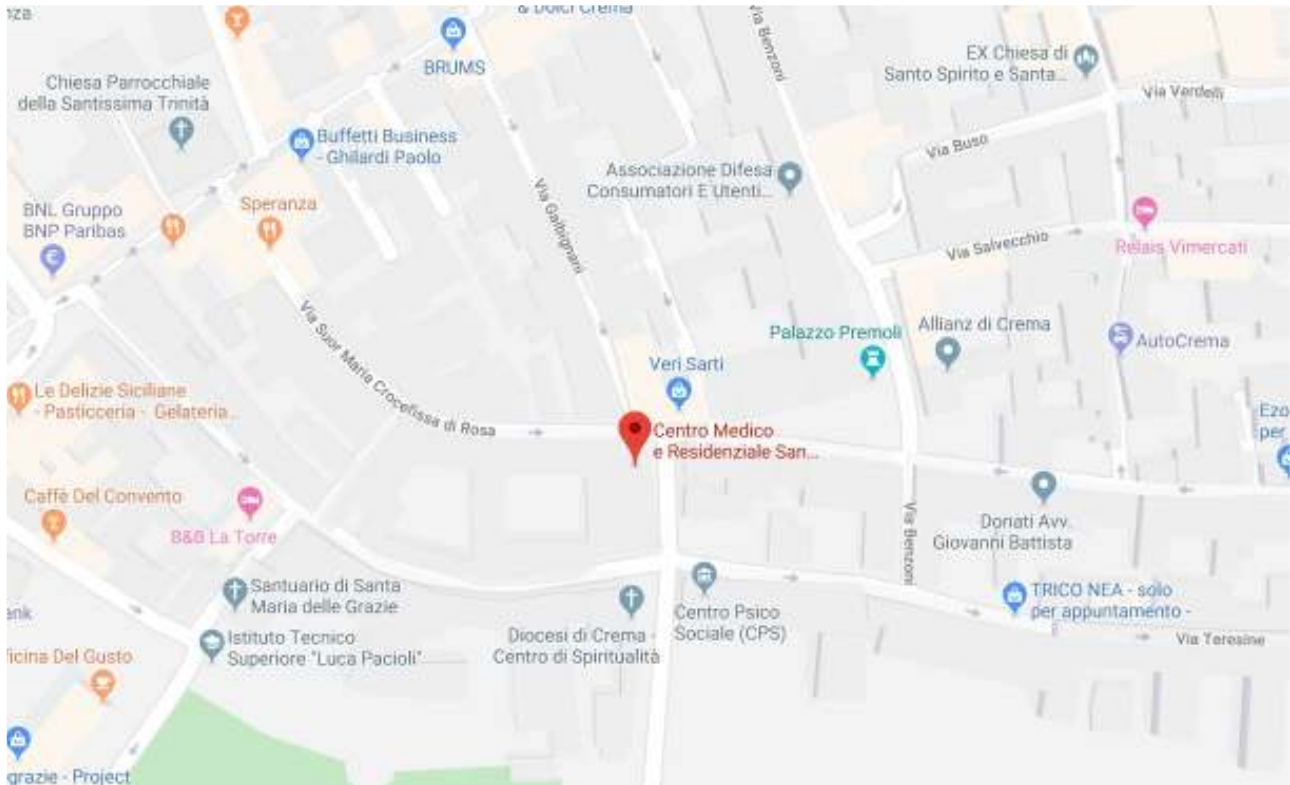 & Dolci Crema
BRUMS
Chiesa Parrocchiale
della Santissima Trinità
Buffetti Business
- Ghilardi Paolo
Via Benzoni
EX Chiesa di
Santo Spirito e Santa...
Via Verdelli
Via Buso
Associazione Difesa
Consumatori E Utenti...
Via Galbignani
BNL Gruppo
BNP Paribas
Speranza
Via Salvecchio
Relais Vimercati
Via Suor Maria Crocefissa di Rosa
Palazzo Premoli
Allianz di Crema
AutoCrema
Veri Sarti
Le Delizie Siciliane
- Pasticceria - Gelateria...
Centro Medico
e Residenziale San...
Ezo
per
Caffè Del Convento
B&B La Torre
Donati Avv.
Giovanni Battista
Via Benzoni
Santuario di Santa
Maria delle Grazie
TRICO NEA - solo
per appuntamento -
Centro Psico
Sociale (CPS)
Diocesi di Crema -
Centro di Spiritualità
Istituto Tecnico
Superiore "Luca Pacioli"
Via Teresine
ficina Del Gusto
grazie - Project